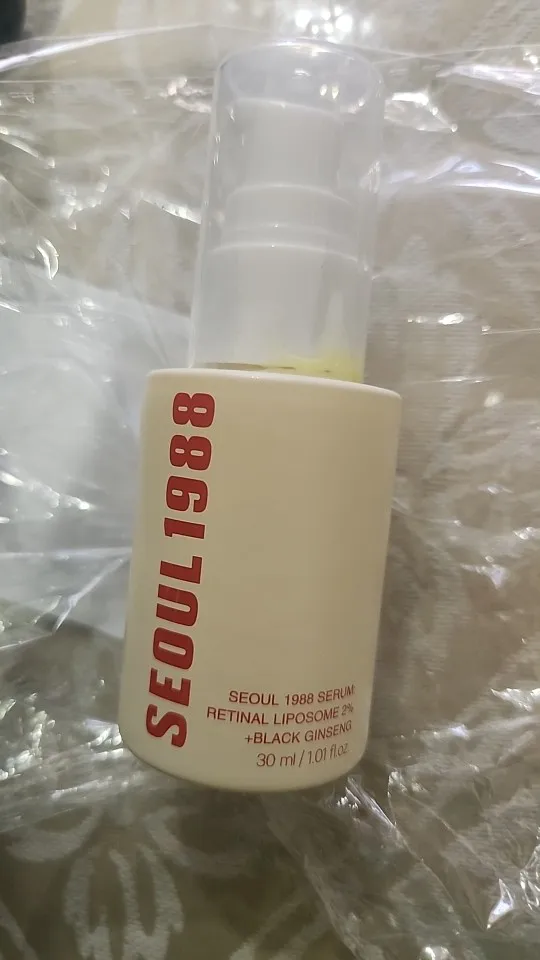 SEOUL 1988
SEOUL 1988 SERUM
RETINAL LIPOSOME 2%
+BLACK GINSENG
30 ml / 1.01 fl.oz